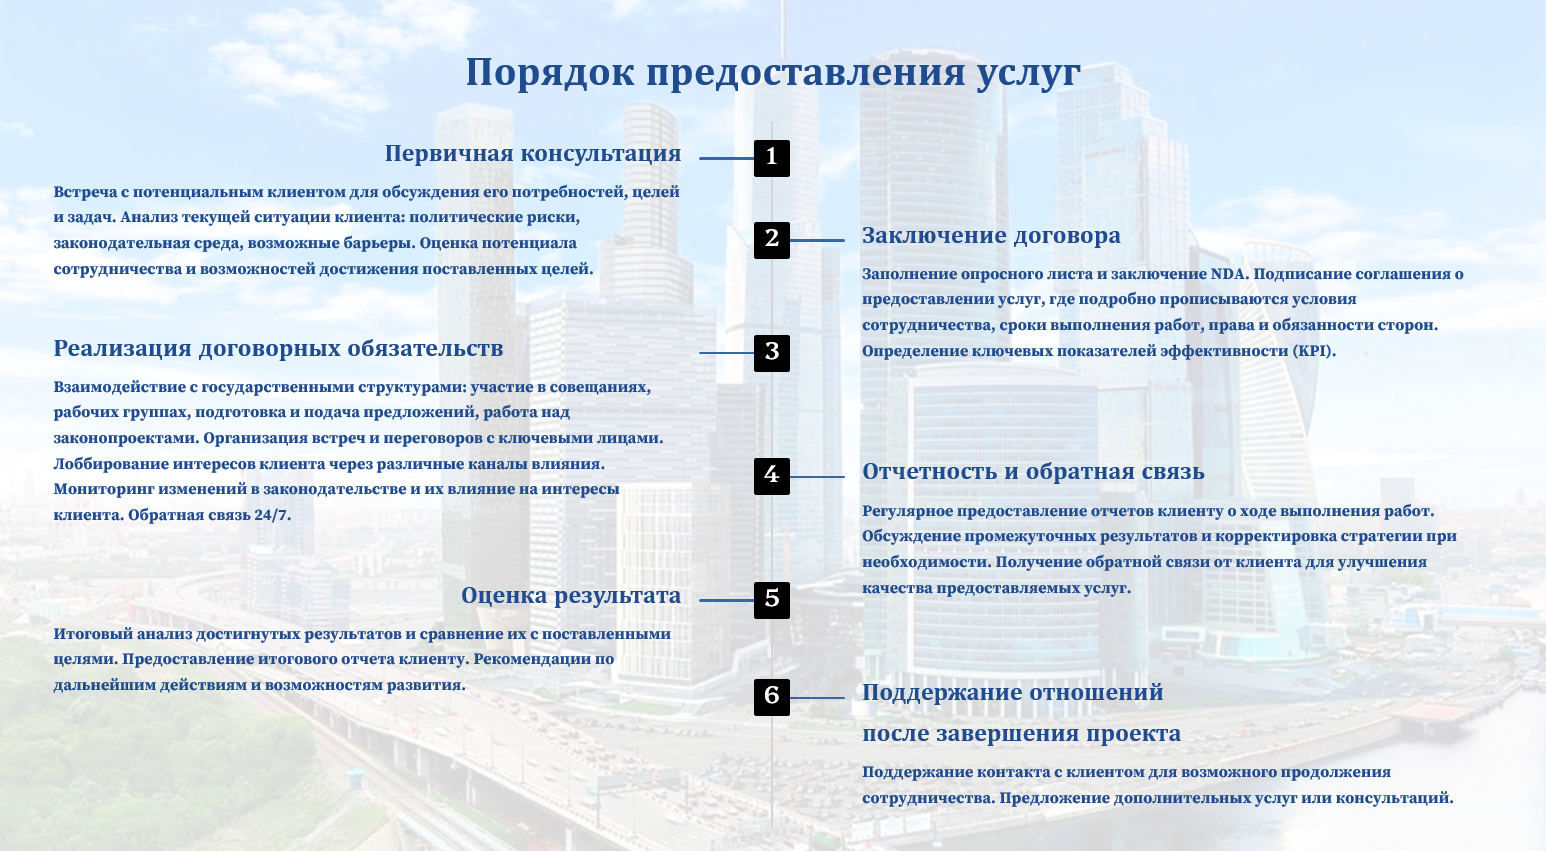 Порядок предоставления услуг
1
Первичная консультация
Встреча с потенциальным клиентом для обсуждения его потребностей, целей
и задач. Анализ текущей ситуации клиента: политические риски,
законодательная среда, возможные барьеры. Оценка потенциала
сотрудничества и возможностей достижения поставленных целей.
2
Заключение договора
Заполнение опросного листа и заключение NDA. Подписание соглашения о
предоставлении услуг, где подробно прописываются условия
сотрудничества, сроки выполнения работ, права и обязанности сторон.
Определение ключевых показателей эффективности (KPI).
3
Реализация договорных обязательств
Взаимодействие с государственными структурами: участие в совещаниях,
рабочих группах, подготовка и подача предложений, работа над
законопроектами. Организация встреч и переговоров с ключевыми лицами.
Лоббирование интересов клиента через различные каналы влияния.
Мониторинг изменений в законодательстве и их влияние на интересы
клиента. Обратная связь 24/7.
4
Отчетность и обратная связь
Регулярное предоставление отчетов клиенту о ходе выполнения работ.
Обсуждение промежуточных результатов и корректировка стратегии при
необходимости. Получение обратной связи от клиента для улучшения
качества предоставляемых услуг.
5
Оценка результата
Итоговый анализ достигнутых результатов и сравнение их с поставленными
целями. Предоставление итогового отчета клиенту. Рекомендации по
дальнейшим действиям и возможностям развития.
6
Поддержание отношений
после завершения проекта
Поддержание контакта с клиентом для возможного продолжения
сотрудничества. Предложение дополнительных услуг или консультаций.